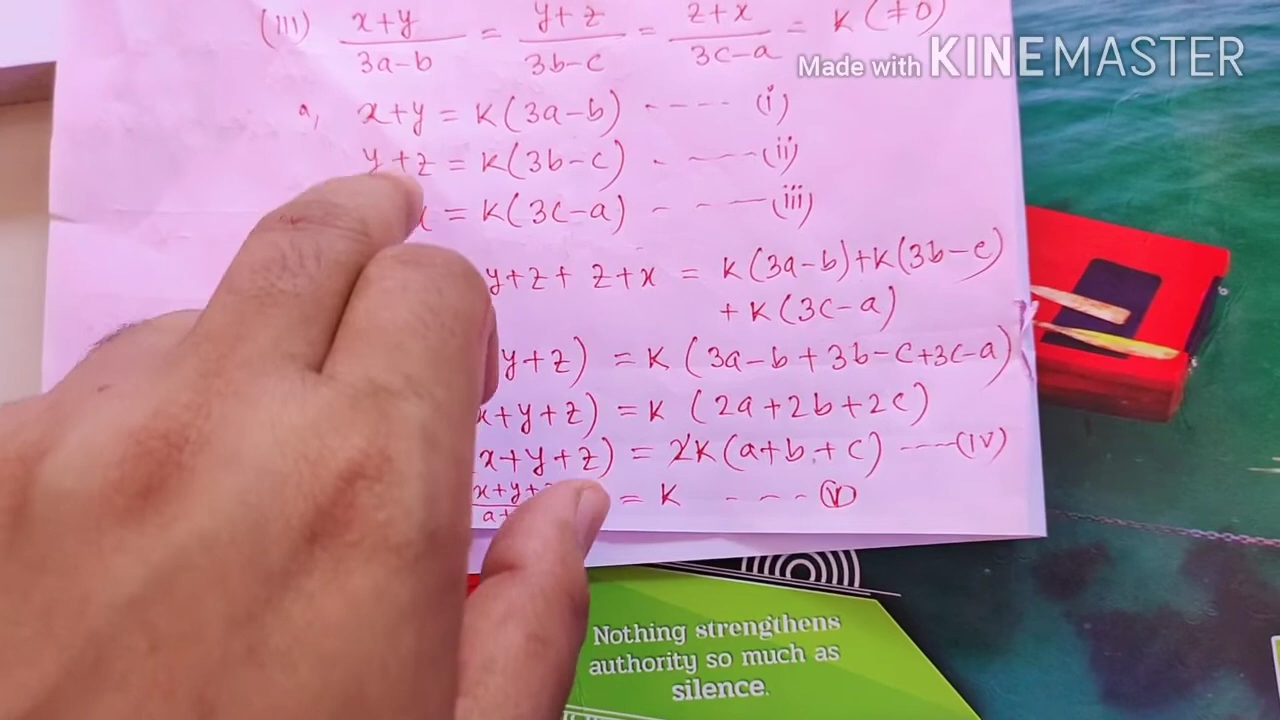 (iii) x+y/3a-b = y+z/3b-c = z+x/3c-a = K (≠0)
Made with KINEMASTER
a, x+y = K(3a-b) ---- (i)
y+z = K(3b-c) - --- (ii)
x = K(3c-a) - --- (iii)
y+z+z+x = K(3a-b)+K(3b-c)
+K(3c-a)
y+z) = K(3a-b+3b-c+3c-a)
x+y+z) = K (2a+2b+2c)
(x+y+z) = 2K(a+b+c) --- (iv)
x+y+ / a+ = K - - - - (v)
Nothing strengthens
authority so much as
silence.